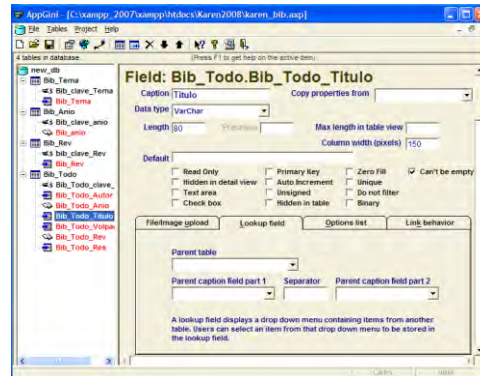 AppGini - [C:\xampp_2007\xampp\htdocs\Karen2008\karen_bib.axp]
File Tables Project Help
4 tables in database. (Press F1 to get help on the active item)
new_db
Bib_Tema
Bib_clave_Tema
Bib_Tema
Bib_Anio
Bib_clave_anio
Bib_anio
Bib_Rev
bib_clave_Rev
Bib_Rev
Bib_Todo
Bib_Todo_clave_
Bib_Todo_Autor
Bib_Todo_Anio
Bib_Todo_Titulo
Bib_Todo_Volpa
Bib_Todo_Rev
Bib_Todo_Res
Field: Bib_Todo.Bib_Todo_Titulo
Caption Titulo Copy properties from
Data type VarChar
Length 80 Precision Max length in table view
Column width (pixels) 150
Default
Read Only Primary Key Zero Fill Can't be empty
Hidden in detail view Auto Increment Unique
Text area Unsigned Do not filter
Check box Hidden in table Binary
File/Image upload Lookup field Options list Link behavior
Parent table
Parent caption field part 1 Separator Parent caption field part 2
A lookup field displays a drop down menu containing items from another
table. Users can select an item from that drop down menu to be stored in
the lookup field.
CAPS NUM